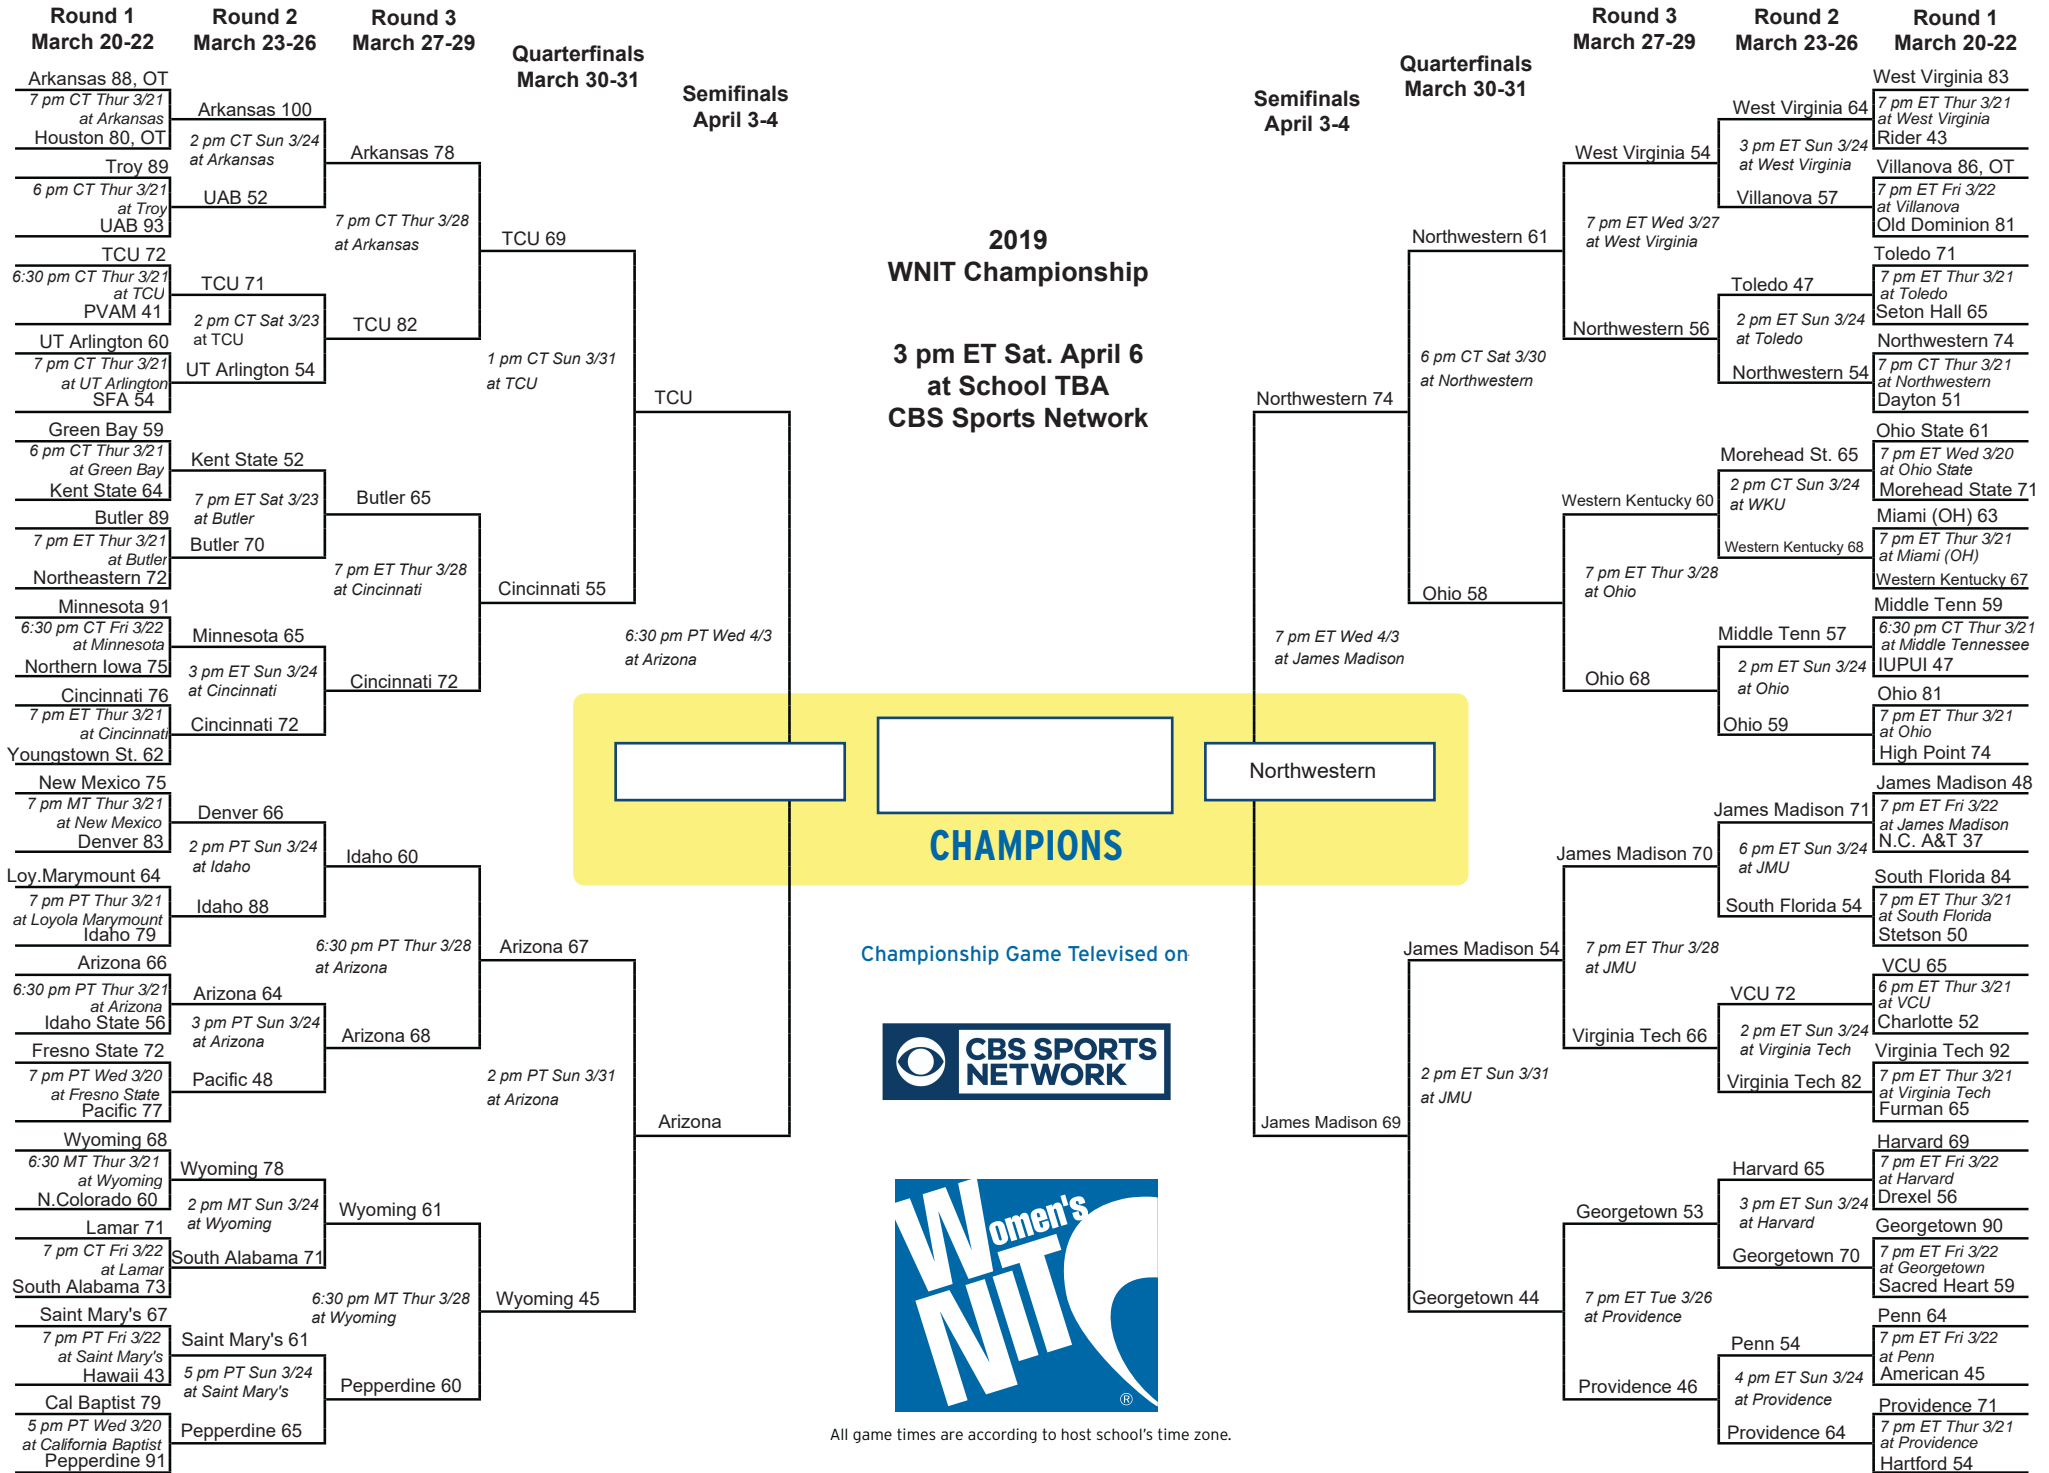 Round 1
March 20-22
Round 2
March 23-26
Round 3
March 27-29
Quarterfinals
March 30-31
Semifinals
April 3-4
Arkansas 88, OT
7 pm CT Thur 3/21
at Arkansas
Houston 80, OT
Troy 89
6 pm CT Thur 3/21
at Troy
UAB 93
TCU 72
6:30 pm CT Thur 3/21
at TCU
PVAM 41
UT Arlington 60
7 pm CT Thur 3/21
at UT Arlington
SFA 54
Green Bay 59
6 pm CT Thur 3/21
at Green Bay
Kent State 64
Butler 89
7 pm ET Thur 3/21
at Butler
Northeastern 72
Minnesota 91
6:30 pm CT Fri 3/22
at Minnesota
Northern Iowa 75
Cincinnati 76
7 pm ET Thur 3/21
at Cincinnati
Youngstown St. 62
New Mexico 75
7 pm MT Thur 3/21
at New Mexico
Denver 83
Loy.Marymount 64
7 pm PT Thur 3/21
at Loyola Marymount
Idaho 79
Arizona 66
6:30 pm PT Thur 3/21
at Arizona
Idaho State 56
Fresno State 72
7 pm PT Wed 3/20
at Fresno State
Pacific 77
Wyoming 68
6:30 MT Thur 3/21
at Wyoming
N.Colorado 60
Lamar 71
7 pm CT Fri 3/22
at Lamar
South Alabama 73
Saint Mary's 67
7 pm PT Fri 3/22
at Saint Mary's
Hawaii 43
Cal Baptist 79
5 pm PT Wed 3/20
at California Baptist
Pepperdine 91
Arkansas 100
2 pm CT Sun 3/24
at Arkansas
UAB 52
TCU 71
2 pm CT Sat 3/23
at TCU
UT Arlington 54
Kent State 52
7 pm ET Sat 3/23
at Butler
Butler 70
Minnesota 65
3 pm ET Sun 3/24
at Cincinnati
Cincinnati 72
Denver 66
2 pm PT Sun 3/24
at Idaho
Idaho 88
Arizona 64
3 pm PT Sun 3/24
at Arizona
Pacific 48
Wyoming 78
2 pm MT Sun 3/24
at Wyoming
South Alabama 71
Saint Mary's 61
5 pm PT Sun 3/24
at Saint Mary's
Pepperdine 65
Arkansas 78
7 pm CT Thur 3/28
at Arkansas
TCU 82
Butler 65
7 pm ET Thur 3/28
at Cincinnati
Cincinnati 72
Idaho 60
6:30 pm PT Thur 3/28
at Arizona
Arizona 68
Wyoming 61
6:30 pm MT Thur 3/28
at Wyoming
Pepperdine 60
TCU 69
1 pm CT Sun 3/31
at TCU
Cincinnati 55
Arizona 67
2 pm PT Sun 3/31
at Arizona
Wyoming 45
TCU
6:30 pm PT Wed 4/3
at Arizona
Arizona
2019
WNIT Championship
3 pm ET Sat. April 6
at School TBA
CBS Sports Network
Northwestern
CHAMPIONS
Championship Game Televised on
CBS SPORTS
NETWORK
Women's
NIT
®
All game times are according to host school's time zone.
Semifinals
April 3-4
Quarterfinals
March 30-31
Round 3
March 27-29
Round 2
March 23-26
Round 1
March 20-22
Northwestern 74
7 pm ET Wed 4/3
at James Madison
James Madison 69
Northwestern 61
6 pm CT Sat 3/30
at Northwestern
Ohio 58
James Madison 54
2 pm ET Sun 3/31
at JMU
Georgetown 44
West Virginia 54
7 pm ET Wed 3/27
at West Virginia
Northwestern 56
Western Kentucky 60
7 pm ET Thur 3/28
at Ohio
Ohio 68
James Madison 70
7 pm ET Thur 3/28
at JMU
Virginia Tech 66
Georgetown 53
7 pm ET Tue 3/26
at Providence
Providence 46
West Virginia 64
3 pm ET Sun 3/24
at West Virginia
Villanova 57
Toledo 47
2 pm ET Sun 3/24
at Toledo
Northwestern 54
Morehead St. 65
2 pm CT Sun 3/24
at WKU
Western Kentucky 68
Middle Tenn 57
2 pm ET Sun 3/24
at Ohio
Ohio 59
James Madison 71
6 pm ET Sun 3/24
at JMU
South Florida 54
VCU 72
2 pm ET Sun 3/24
at Virginia Tech
Virginia Tech 82
Harvard 65
3 pm ET Sun 3/24
at Harvard
Georgetown 70
Penn 54
4 pm ET Sun 3/24
at Providence
Providence 64
West Virginia 83
7 pm ET Thur 3/21
at West Virginia
Rider 43
Villanova 86, OT
7 pm ET Fri 3/22
at Villanova
Old Dominion 81
Toledo 71
7 pm ET Thur 3/21
at Toledo
Seton Hall 65
Northwestern 74
7 pm CT Thur 3/21
at Northwestern
Dayton 51
Ohio State 61
7 pm ET Wed 3/20
at Ohio State
Morehead State 71
Miami (OH) 63
7 pm ET Thur 3/21
at Miami (OH)
Western Kentucky 67
Middle Tenn 59
6:30 pm CT Thur 3/21
at Middle Tennessee
IUPUI 47
Ohio 81
7 pm ET Thur 3/21
at Ohio
High Point 74
James Madison 48
7 pm ET Fri 3/22
at James Madison
N.C. A&T 37
South Florida 84
7 pm ET Thur 3/21
at South Florida
Stetson 50
VCU 65
6 pm ET Thur 3/21
at VCU
Charlotte 52
Virginia Tech 92
7 pm ET Thur 3/21
at Virginia Tech
Furman 65
Harvard 69
7 pm ET Fri 3/22
at Harvard
Drexel 56
Georgetown 90
7 pm ET Fri 3/22
at Georgetown
Sacred Heart 59
Penn 64
7 pm ET Fri 3/22
at Penn
American 45
Providence 71
7 pm ET Thur 3/21
at Providence
Hartford 54